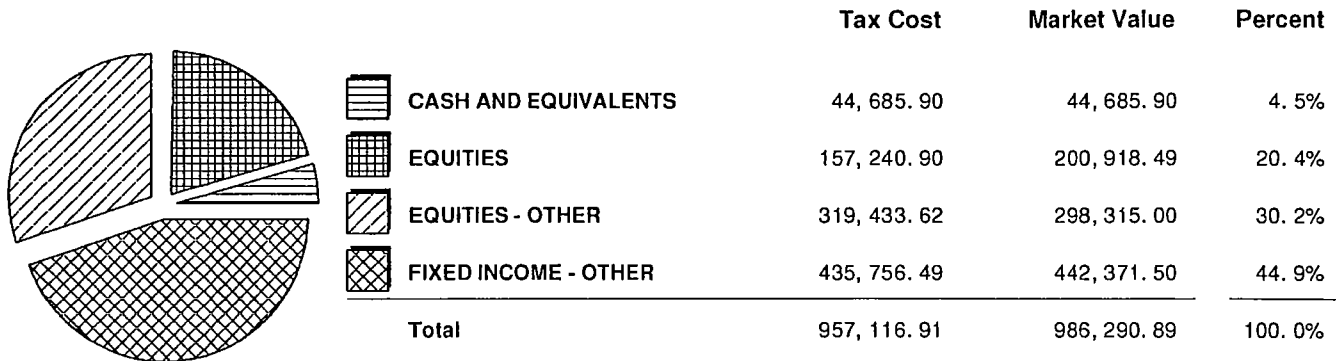 Tax Cost Market Value Percent
CASH AND EQUIVALENTS 44,685.90 44,685.90 4.5%
EQUITIES 157,240.90 200,918.49 20.4%
EQUITIES - OTHER 319,433.62 298,315.00 30.2%
FIXED INCOME - OTHER 435,756.49 442,371.50 44.9%
Total 957,116.91 986,290.89 100.0%